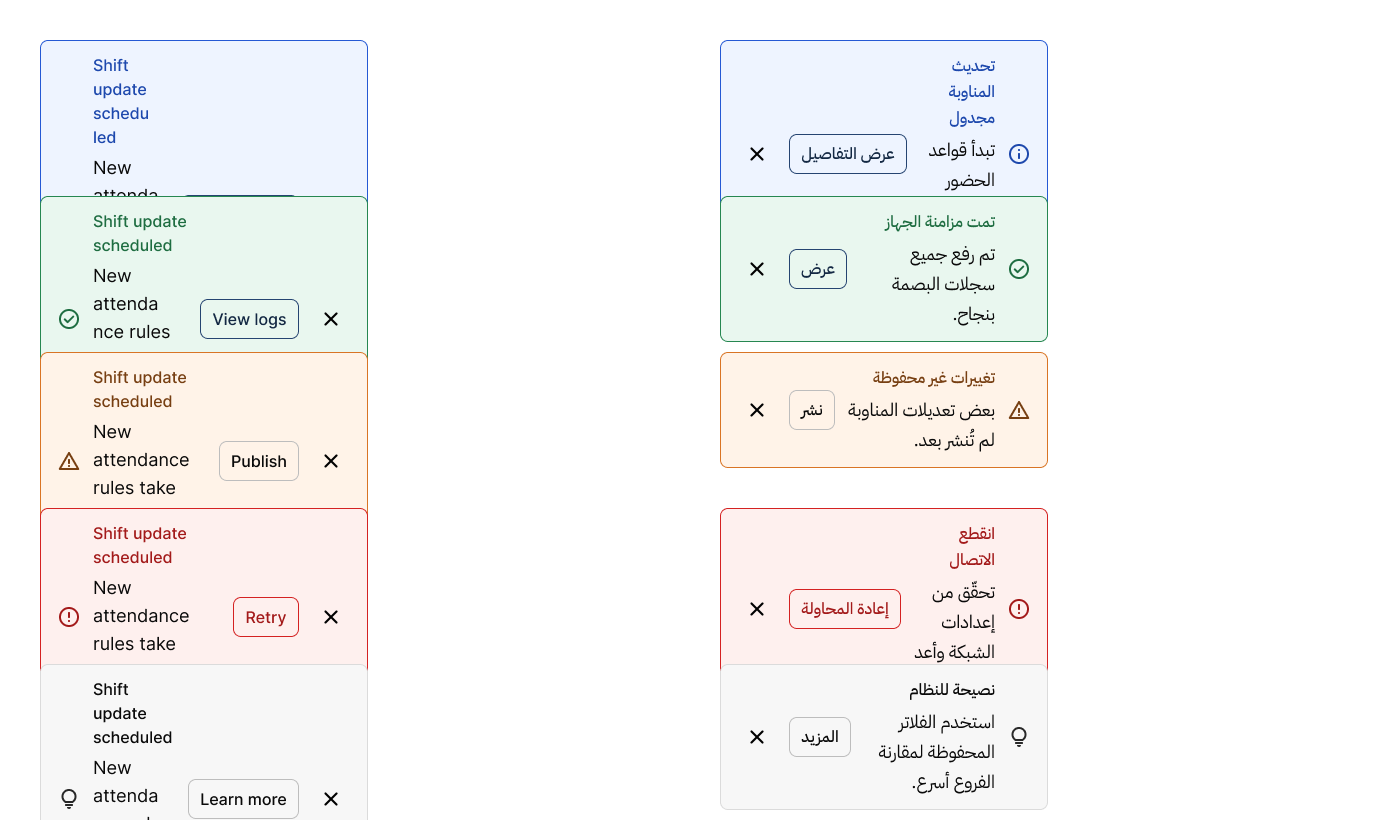 Shift
update
schedu
led
New
attenda
Shift update
scheduled
New
attenda
nce rules
View logs
Shift update
scheduled
New
attendance
rules take
Publish
Shift update
scheduled
New
attendance
rules take
Retry
Shift
update
scheduled
New
attenda
Learn more
تحديث
المناوبة
مجدول
تبدأ قواعد
الحضور
عرض التفاصيل
تمت مزامنة الجهاز
تم رفع جميع
سجلات البصمة
بنجاح.
عرض
تغييرات غير محفوظة
بعض تعديلات المناوبة
لم تُنشر بعد.
نشر
انقطع
الاتصال
تحقّق من
إعدادات
الشبكة وأعد
إعادة المحاولة
نصيحة للنظام
استخدم الفلاتر
المحفوظة لمقارنة
الفروع أسرع.
المزيد